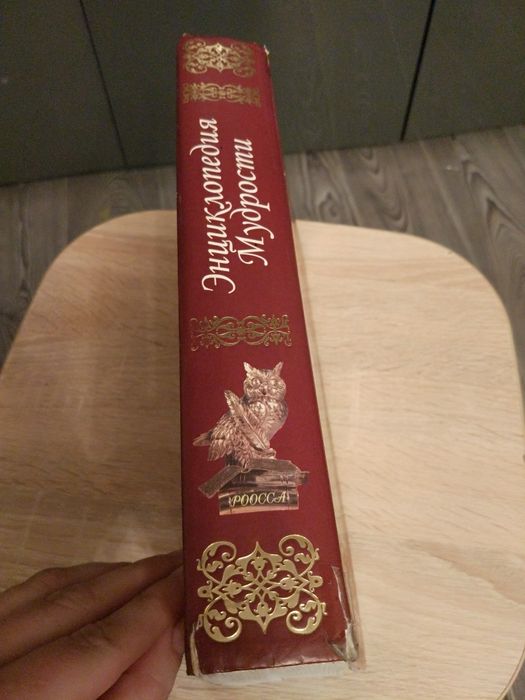 Энциклопедия
Мудрости
РООССА